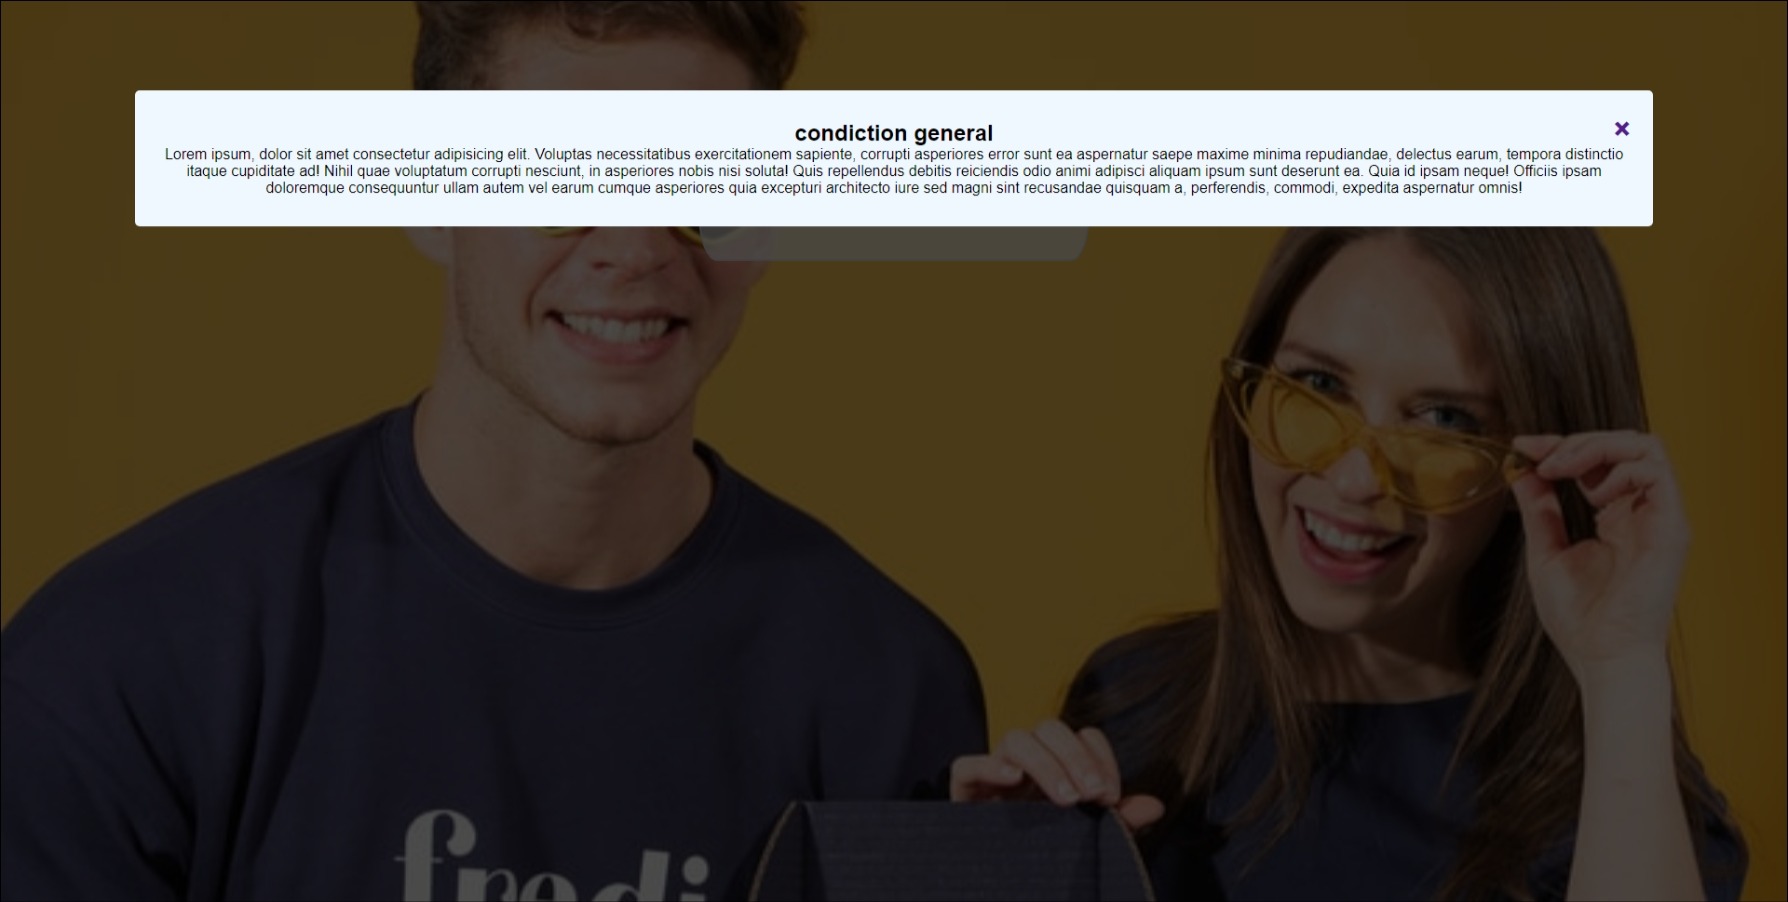 condiction general
Lorem ipsum, dolor sit amet consectetur adipisicing elit. Voluptas necessitatibus exercitationem sapiente, corrupti asperiores error sunt ea aspernatur saepe maxime minima repudiandae, delectus earum, tempora distinctio
itaque cupiditate ad! Nihil quae voluptatum corrupti nesciunt, in asperiores nobis nisi soluta! Quis repellendus debitis reiciendis odio animi adipisci aliquam ipsum sunt deserunt ea. Quia id ipsam neque! Officiis ipsam
doloremque consequuntur ullam autem vel earum cumque asperiores quia excepturi architecto iure sed magni sint recusandae quisquam a, perferendis, commodi, expedita aspernatur omnis!
fredi